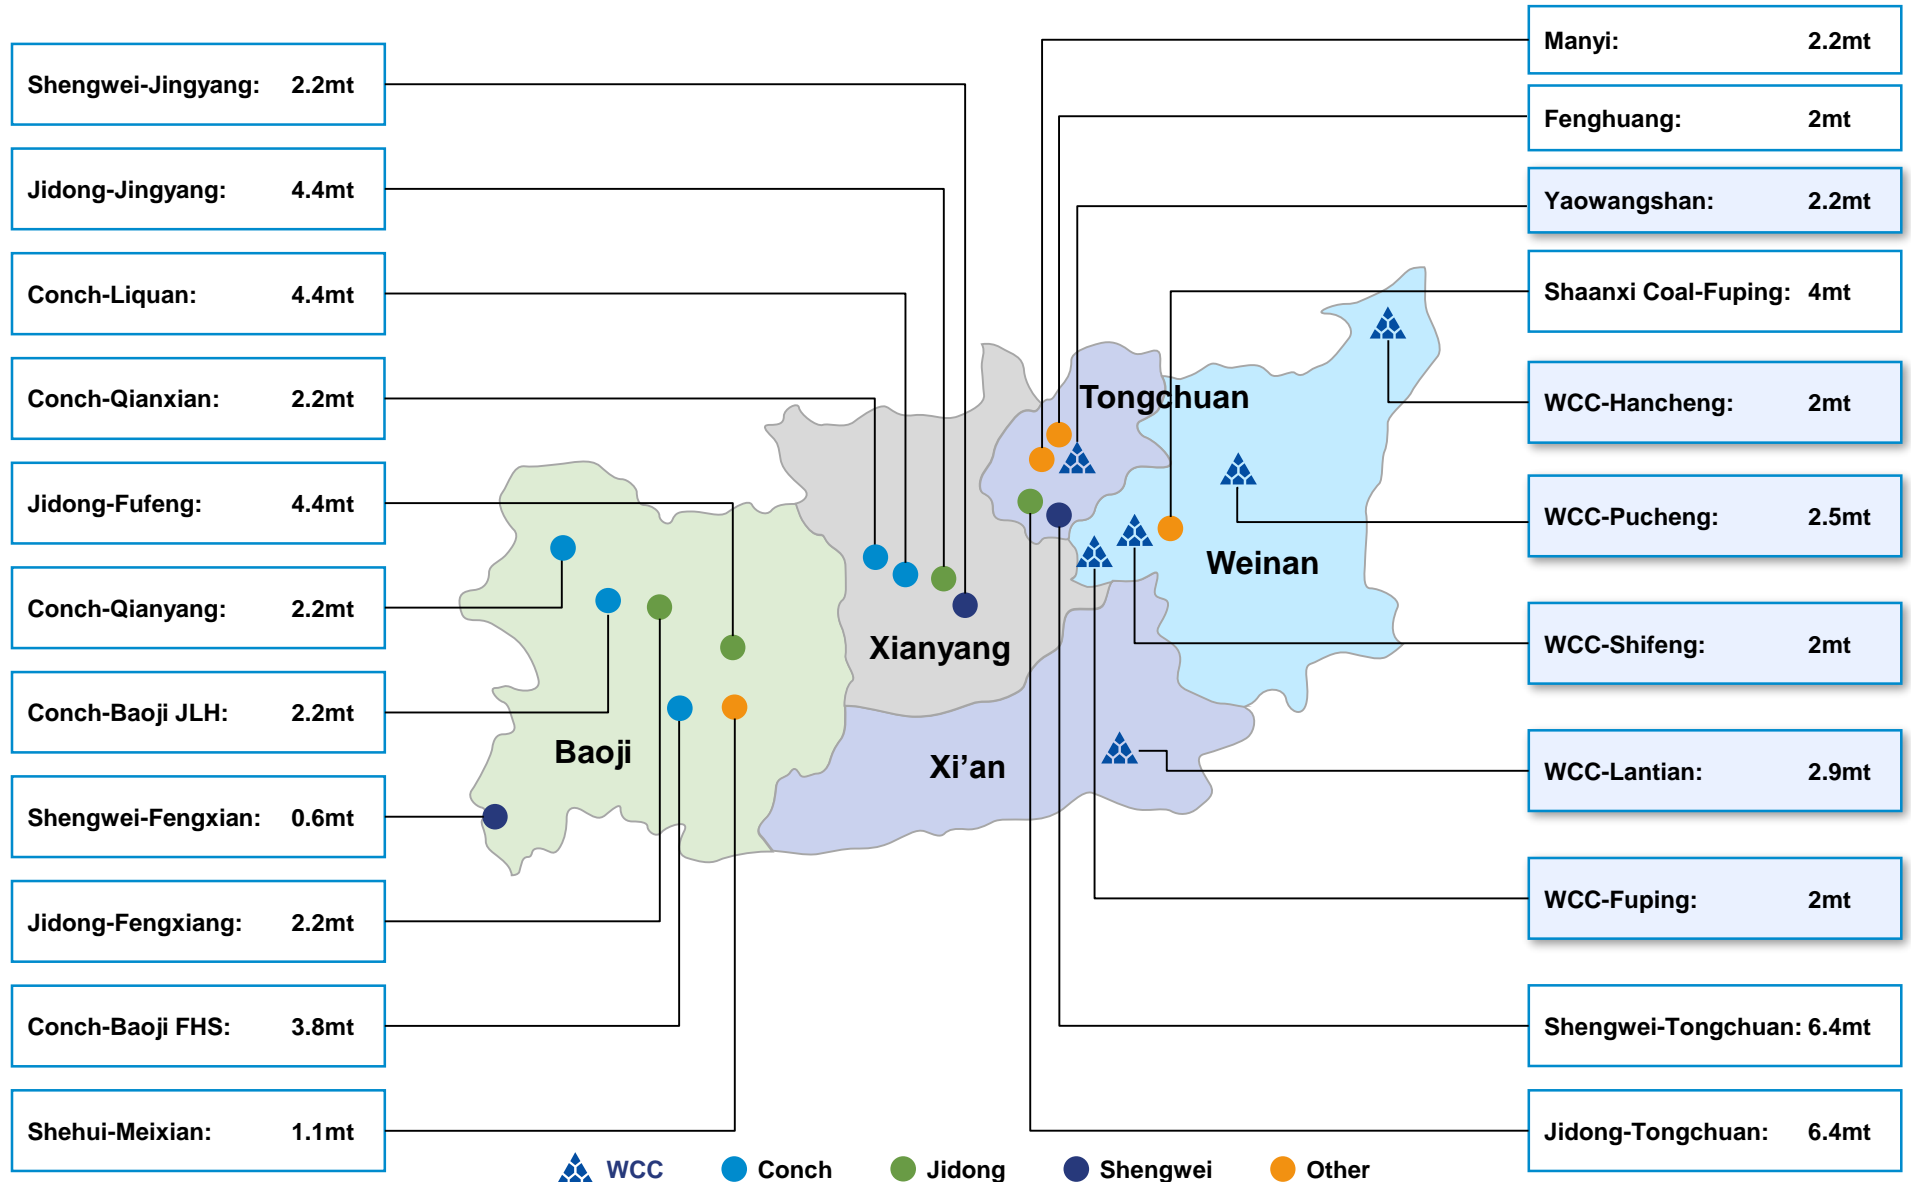 Shengwei-Jingyang: 2.2mt
Jidong-Jingyang: 4.4mt
Conch-Liquan: 4.4mt
Conch-Qianxian: 2.2mt
Jidong-Fufeng: 4.4mt
Conch-Qianyang: 2.2mt
Conch-Baoji JLH: 2.2mt
Shengwei-Fengxian: 0.6mt
Jidong-Fengxiang: 2.2mt
Conch-Baoji FHS: 3.8mt
Shehui-Meixian: 1.1mt
Tongchuan
Weinan
Xianyang
Baoji
Xi’an
Manyi: 2.2mt
Fenghuang: 2mt
Yaowangshan: 2.2mt
Shaanxi Coal-Fuping: 4mt
WCC-Hancheng: 2mt
WCC-Pucheng: 2.5mt
WCC-Shifeng: 2mt
WCC-Lantian: 2.9mt
WCC-Fuping: 2mt
Shengwei-Tongchuan: 6.4mt
Jidong-Tongchuan: 6.4mt
WCC Conch Jidong Shengwei Other